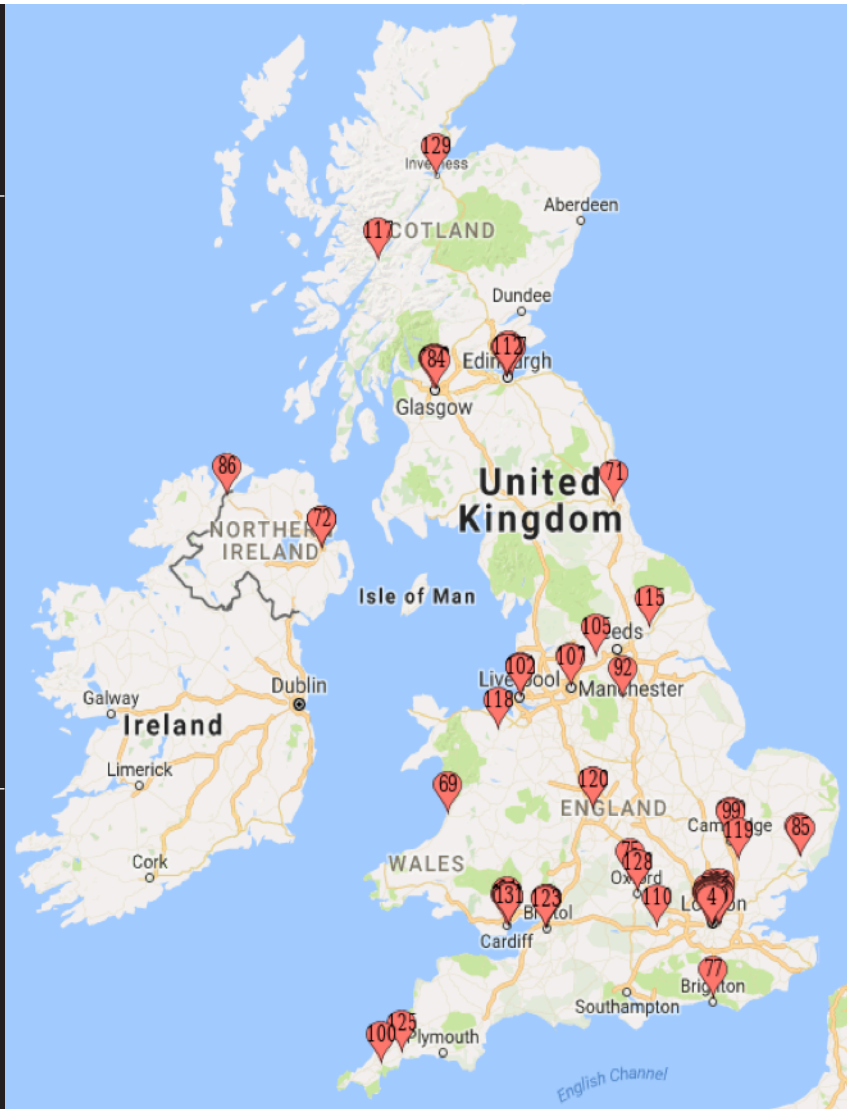 129
Inverness
Aberdeen
117
SCOTLAND
Dundee
112
84
Edinburgh
Glasgow
86
71
United
Kingdom
72
NORTHERN
IRELAND
Isle of Man
115
105
Leeds
107
102
92
Liverpool
Manchester
Dublin
118
Galway
Ireland
Limerick
69
120
ENGLAND
99
Cambridge
119
85
75
128
WALES
Oxford
Cork
131
123
110
4
London
Bristol
Cardiff
77
Brighton
Southampton
125
100
Plymouth
English Channel